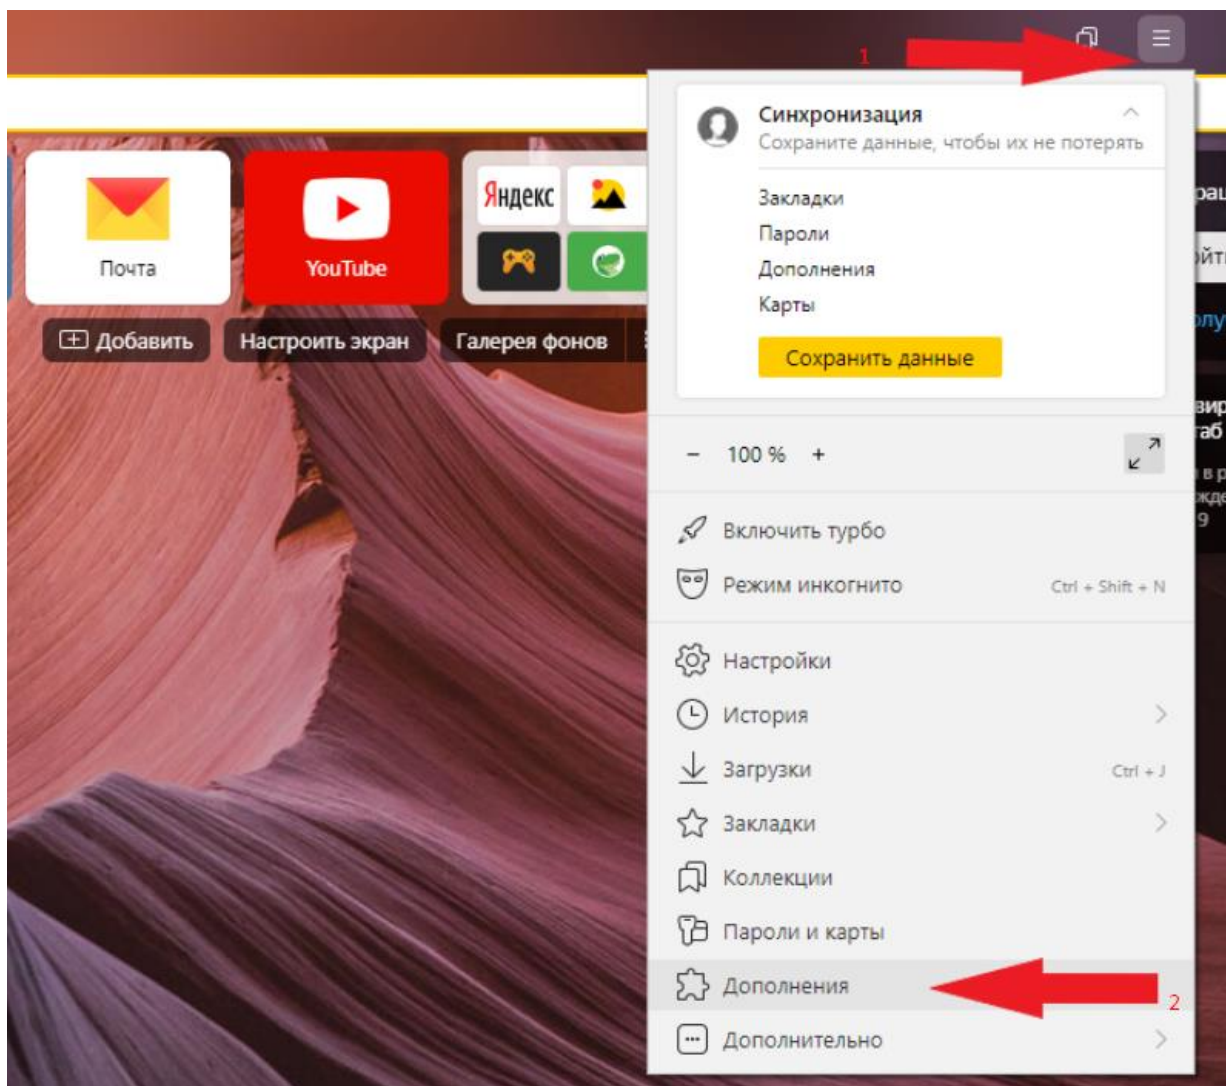 1
Синхронизация
Сохраните данные, чтобы их не потерять
Закладки
Пароли
Дополнения
Карты
Сохранить данные
Яндекс
Почта
YouTube
Добавить
Настроить экран
Галерея фонов
− 100 % +
Включить турбо
Режим инкогнито Ctrl + Shift + N
Настройки
История
Загрузки Ctrl + J
Закладки
Коллекции
Пароли и карты
Дополнения
2
Дополнительно
9